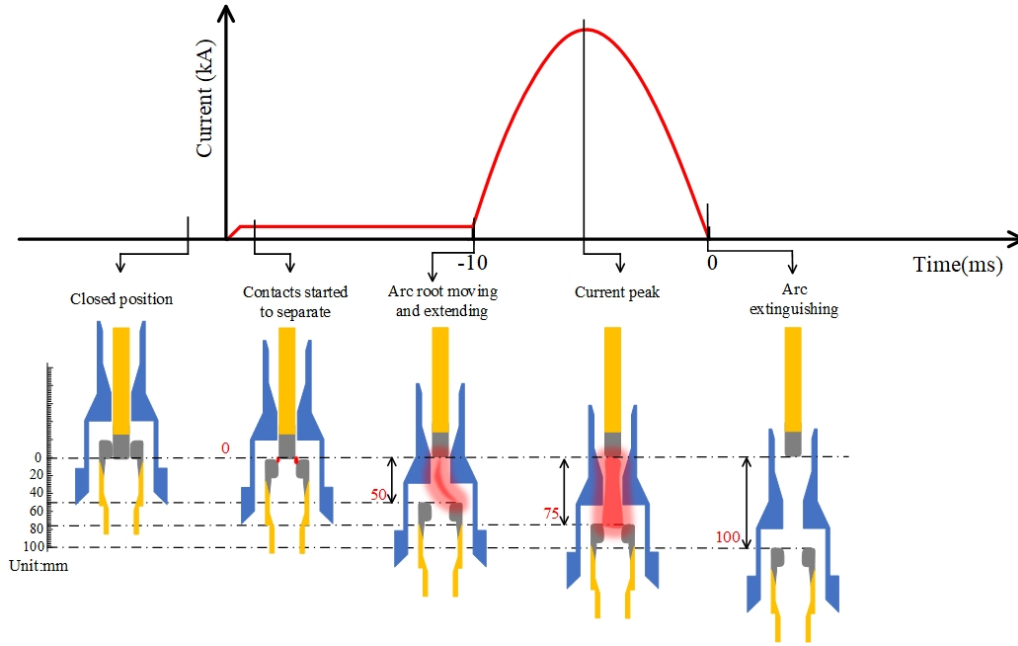 Current (kA)
-10
0
Time(ms)
Closed position
Contacts started
to separate
Arc root moving
and extending
Current peak
Arc
extinguishing
0
20
40
60
80
100
Unit:mm
0
50
75
100